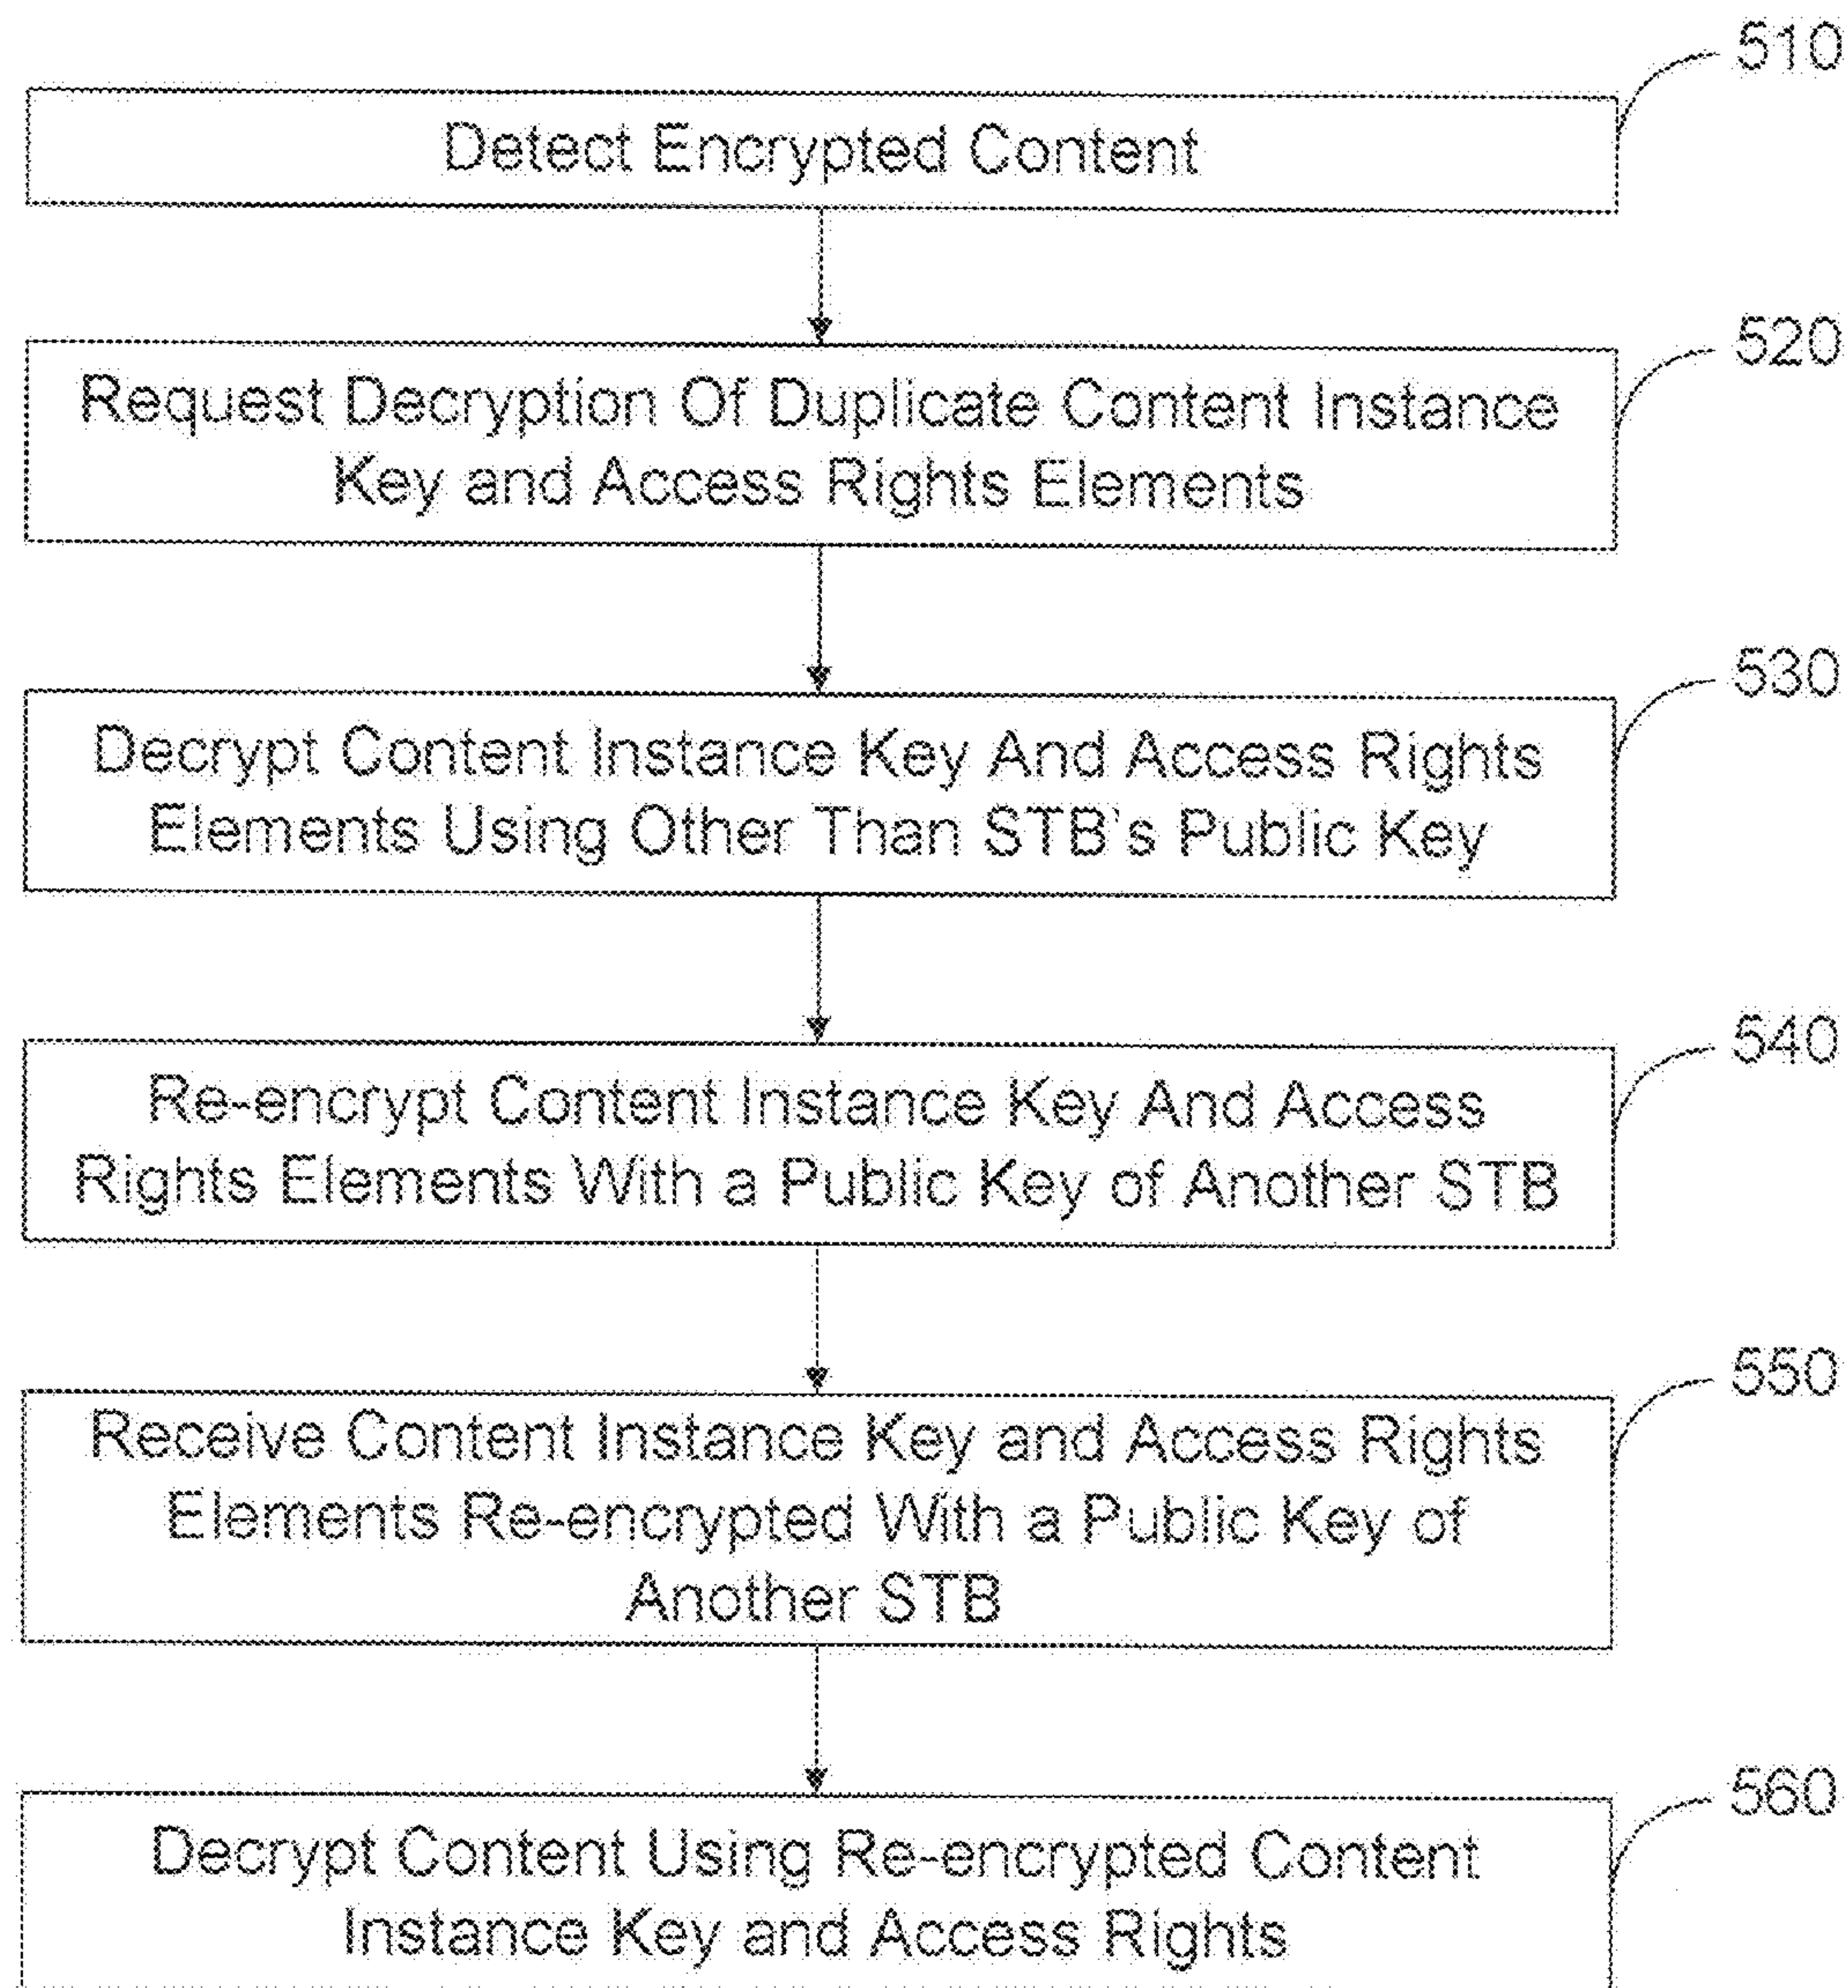 510
Detect Encrypted Content
520
Request Decryption Of Duplicate Content Instance
Key and Access Rights Elements
530
Decrypt Content Instance Key And Access Rights
Elements Using Other Than STB's Public Key
540
Re-encrypt Content Instance Key And Access
Rights Elements With a Public Key of Another STB
550
Receive Content Instance Key and Access Rights
Elements Re-encrypted With a Public Key of
Another STB
560
Decrypt Content Using Re-encrypted Content
Instance Key and Access Rights